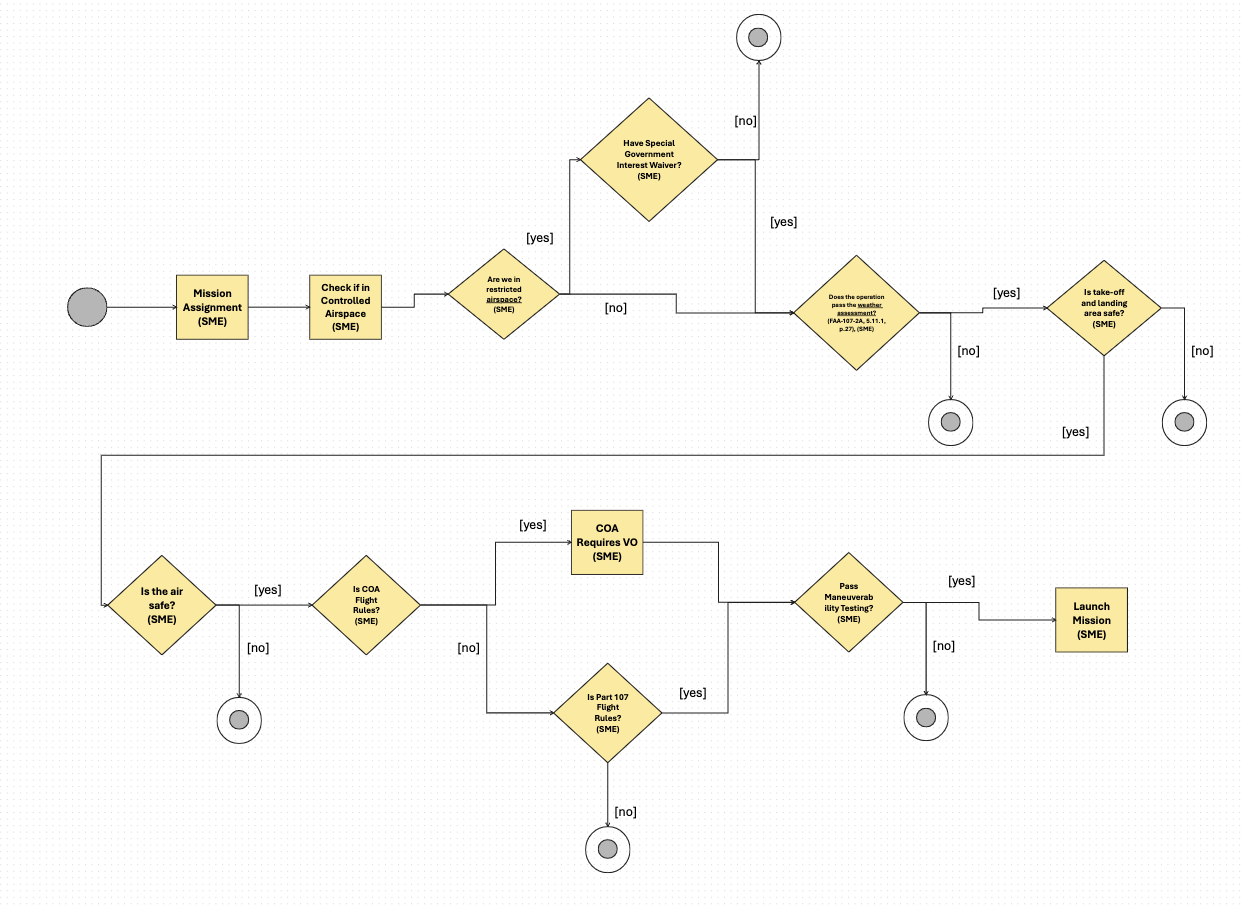 [no]
Have Special
Government
Interest Waiver?
(SME)
[yes]
[yes]
Mission
Assignment
(SME)
Check if in
Controlled
Airspace
(SME)
Are we in
restricted
airspace?
(SME)
[no]
Does the operation
pass the weather
assessment?
(FAA-107-2A, 5.11.1,
p.27), (SME)
[yes]
[no]
Is take-off
and landing
area safe?
(SME)
[no]
[yes]
Is the air
safe?
(SME)
[yes]
[no]
Is COA
Flight
Rules?
(SME)
[yes]
[no]
COA
Requires VO
(SME)
Is Part 107
Flight
Rules?
(SME)
[yes]
[no]
Pass
Maneuverab
ility Testing?
(SME)
[yes]
[no]
Launch
Mission
(SME)